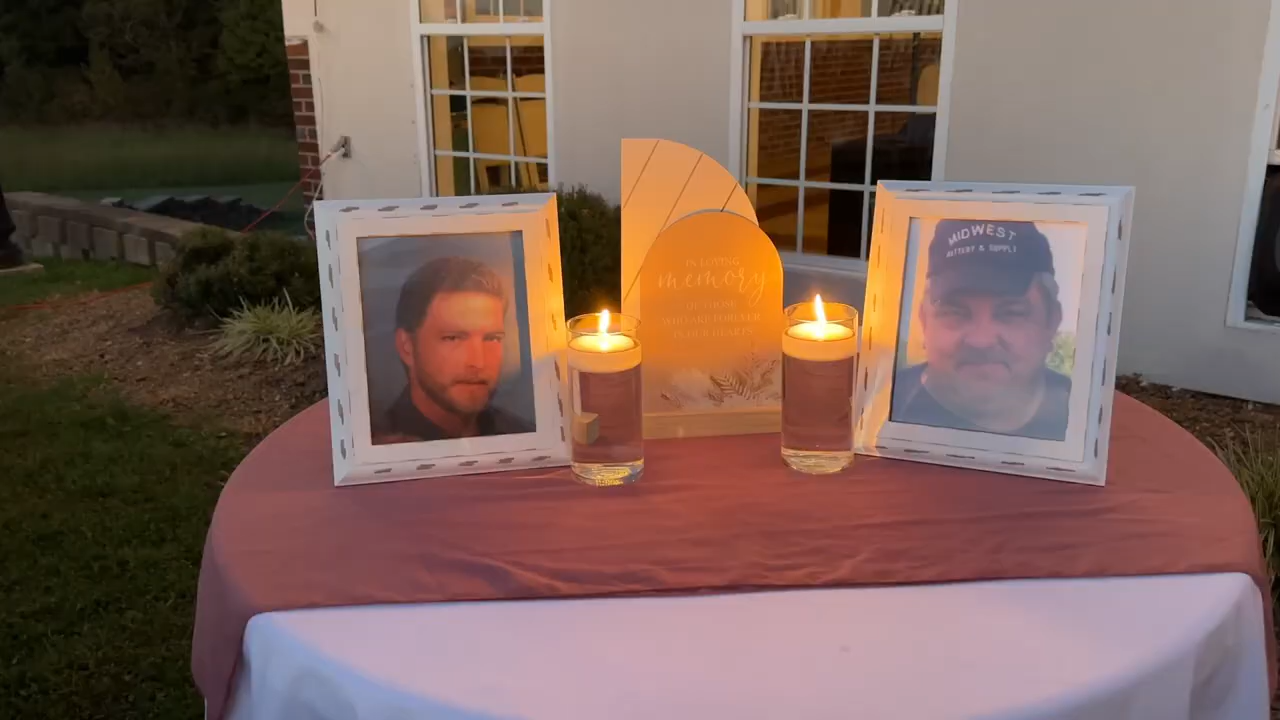 IN LOVING
memory
OF THOSE
WHO ARE FOREVER
IN OUR HEARTS
MIDWEST
BATTERY & SUPPLY